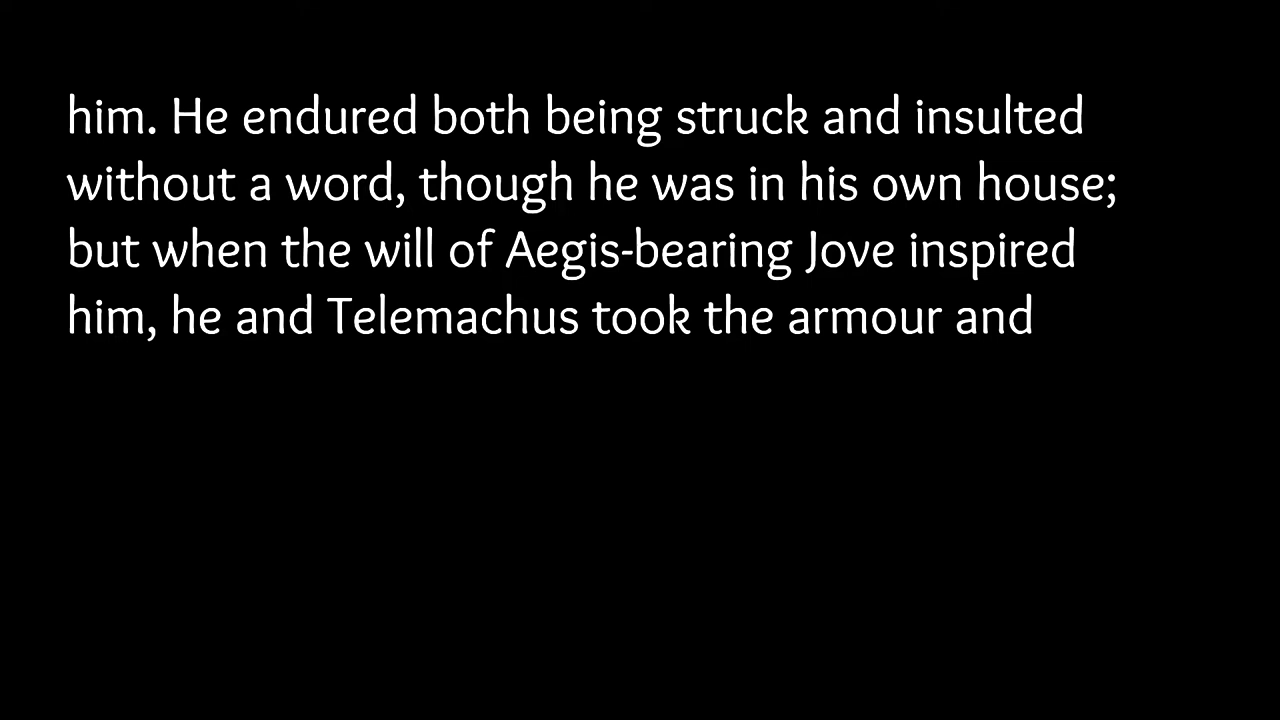 him. He endured both being struck and insulted
without a word, though he was in his own house;
but when the will of Aegis-bearing Jove inspired
him, he and Telemachus took the armour and